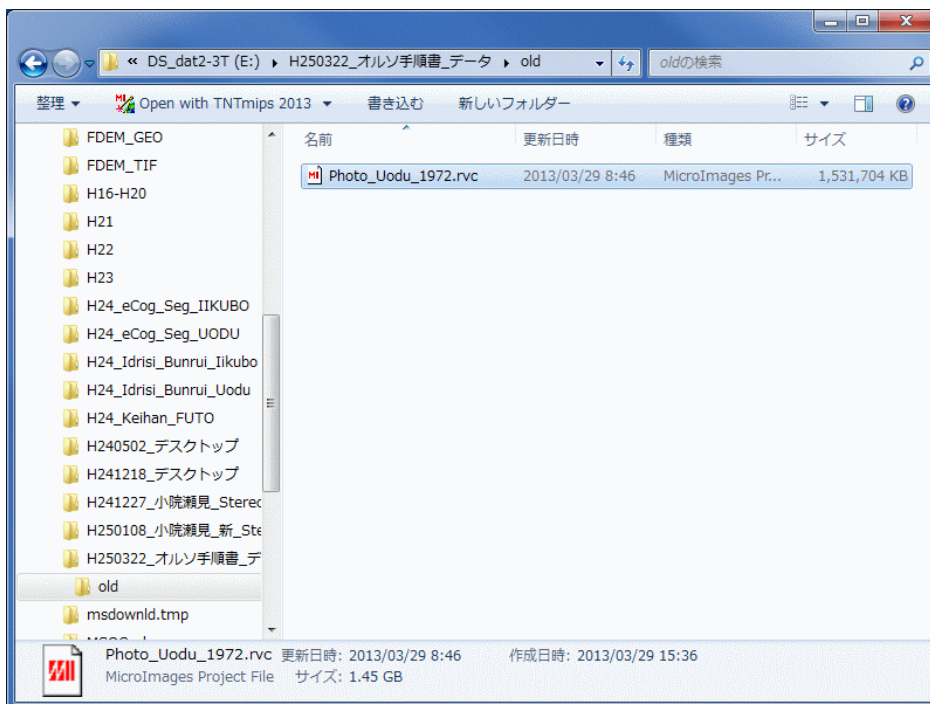 « DS_dat2-3T (E:) ▸ H250322_オルソ手順書_データ ▸ old
oldの検索
整理 Open with TNTmips 2013 書き込む 新しいフォルダー
名前 更新日時 種類 サイズ
Photo_Uodu_1972.rvc 2013/03/29 8:46 MicroImages Pr... 1,531,704 KB
FDEM_GEO
FDEM_TIF
H16-H20
H21
H22
H23
H24_eCog_Seg_IIKUBO
H24_eCog_Seg_UODU
H24_Idrisi_Bunrui_Iikubo
H24_Idrisi_Bunrui_Uodu
H24_Keihan_FUTO
H240502_デスクトップ
H241218_デスクトップ
H241227_小院瀬見_Stereo
H250108_小院瀬見_新_Ste
H250322_オルソ手順書_デ
old
msdownld.tmp
Photo_Uodu_1972.rvc 更新日時: 2013/03/29 8:46 作成日時: 2013/03/29 15:36
MicroImages Project File サイズ: 1.45 GB